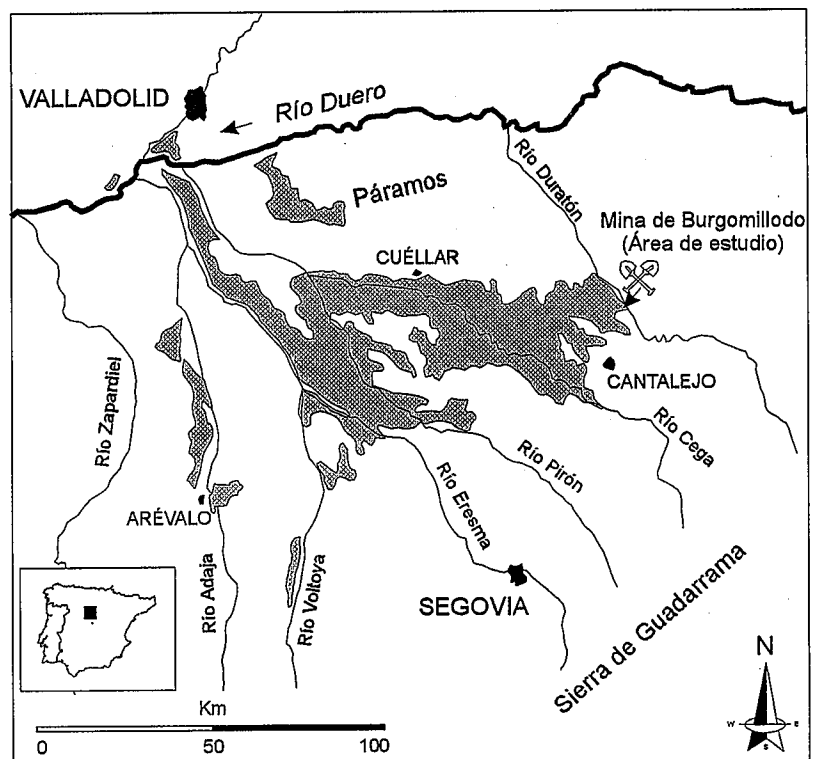 VALLADOLID
Río Duero
Páramos
Río Duratón
Mina de Burgomillodo
(Área de estudio)
CUÉLLAR
CANTALEJO
Río Zapardiel
Río Cega
Río Pirón
Río Eresma
ARÉVALO
Río Adaja
Río Voltoya
SEGOVIA
Sierra de Guadarrama
N
W E
S
Km
0 50 100